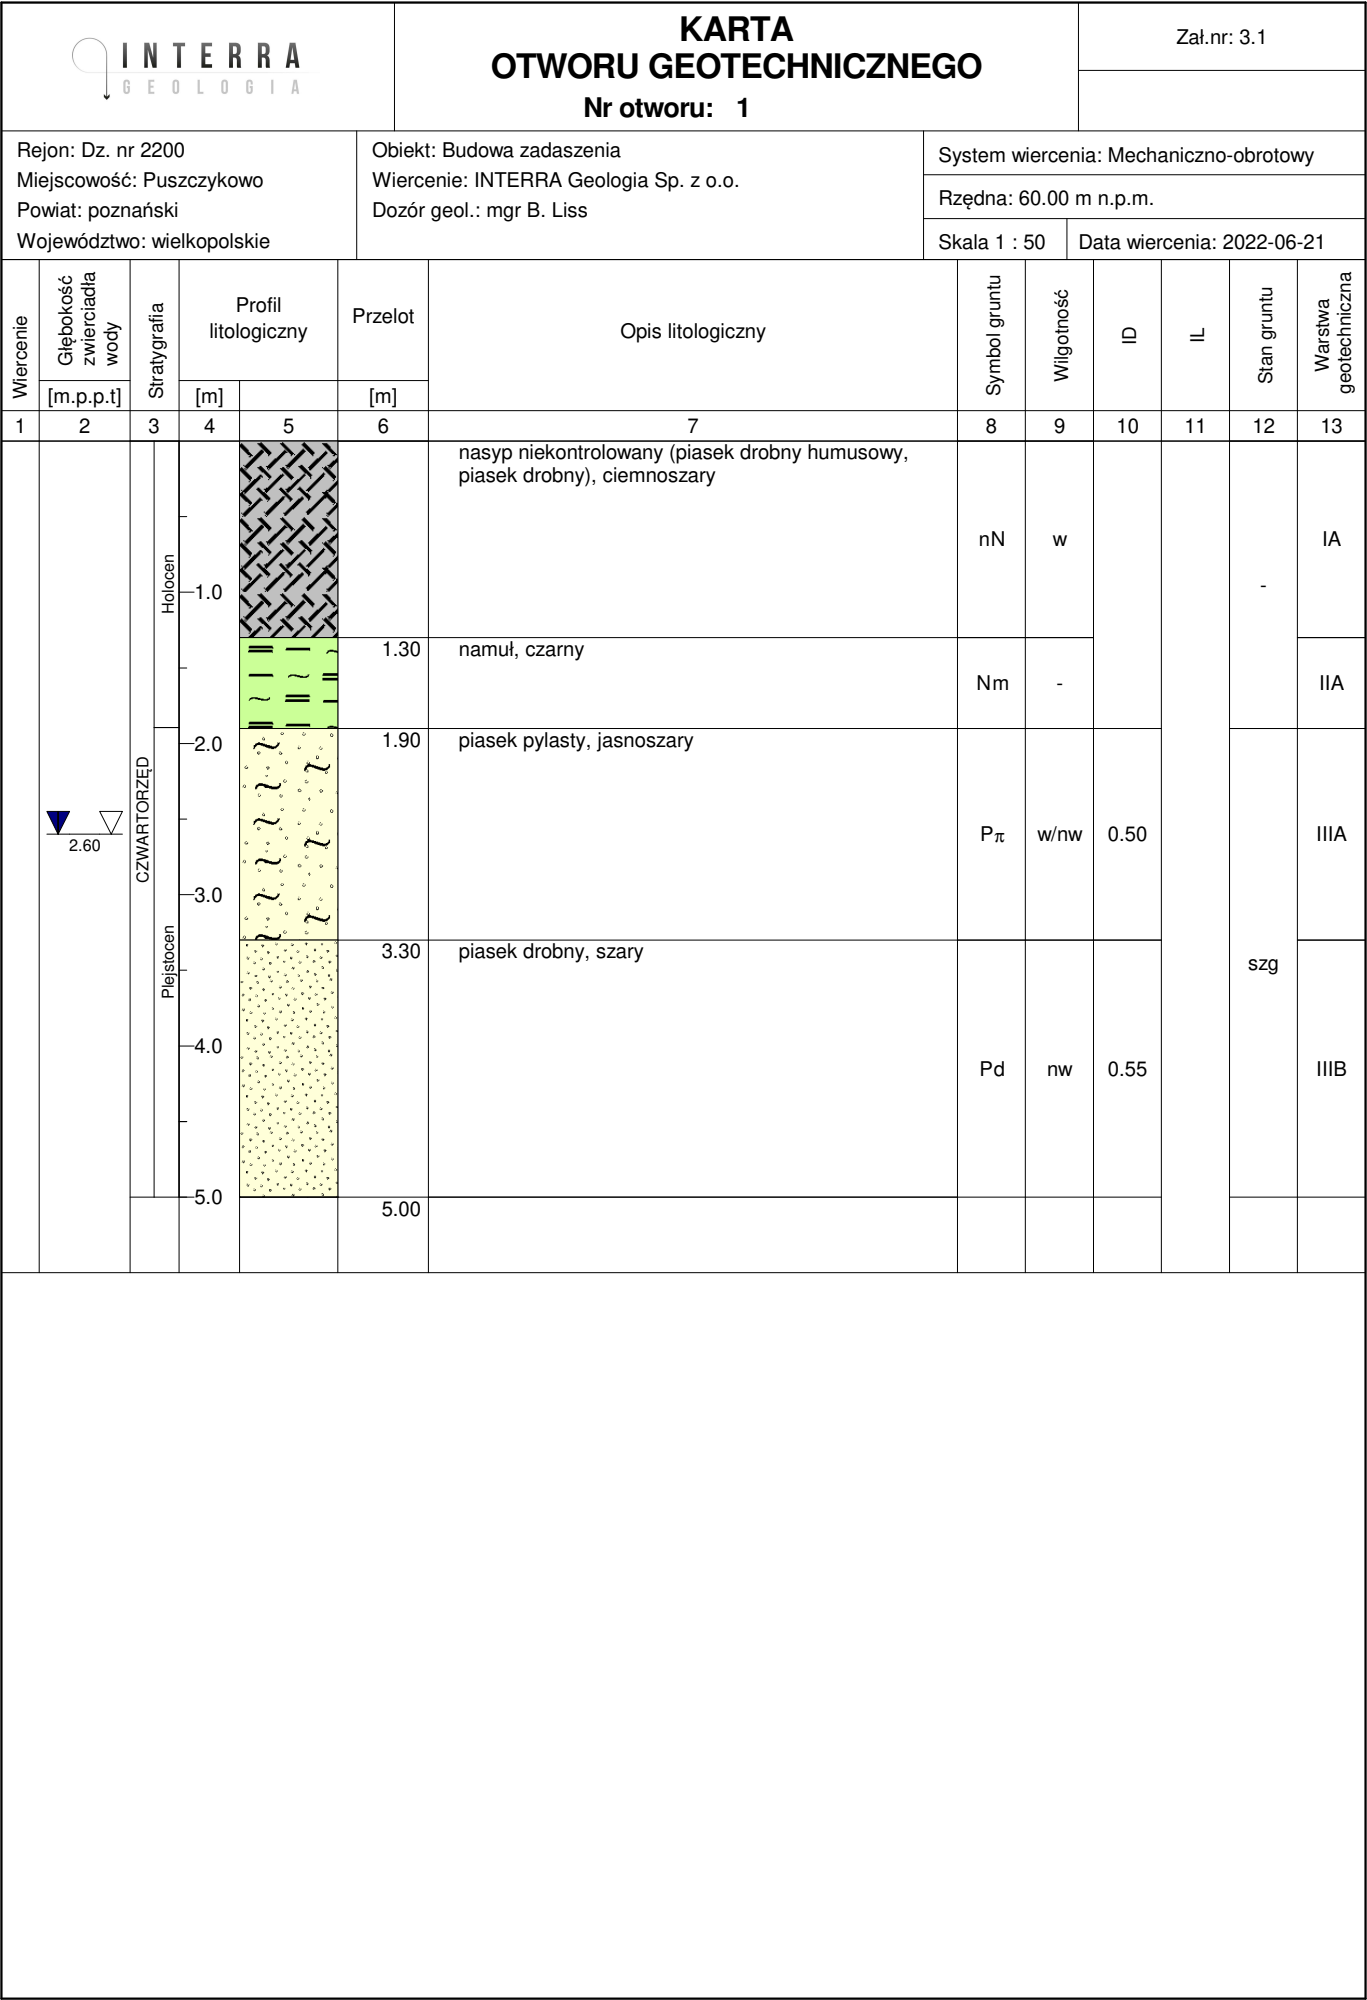 INTERRA
GEOLOGIA
KARTA
OTWORU GEOTECHNICZNEGO
Nr otworu: 1
Zał.nr: 3.1
Rejon: Dz. nr 2200
Miejscowość: Puszczykowo
Powiat: poznański
Województwo: wielkopolskie
Obiekt: Budowa zadaszenia
Wiercenie: INTERRA Geologia Sp. z o.o.
Dozór geol.: mgr B. Liss
System wiercenia: Mechaniczno-obrotowy
Rzędna: 60.00 m n.p.m.
Skala 1 : 50
Data wiercenia: 2022-06-21
Wiercenie
Głębokość
zwierciadła
wody
[m.p.p.t]
Stratygrafia
Profil
litologiczny
[m]
Przelot
[m]
Opis litologiczny
Symbol gruntu
Wilgotność
ID
IL
Stan gruntu
Warstwa
geotechniczna
1 2 3 4 5 6 7 8 9 10 11 12 13
nasyp niekontrolowany (piasek drobny humusowy,
piasek drobny), ciemnoszary
nN w IA
Holocen
1.0
-
1.30 namuł, czarny
Nm - IIA
2.0
1.90 piasek pylasty, jasnoszary
CZWARTORZĘD
2.60
Pπ w/nw 0.50 IIIA
3.0
Plejstocen
3.30 piasek drobny, szary
szg
4.0
Pd nw 0.55 IIIB
5.0
5.00